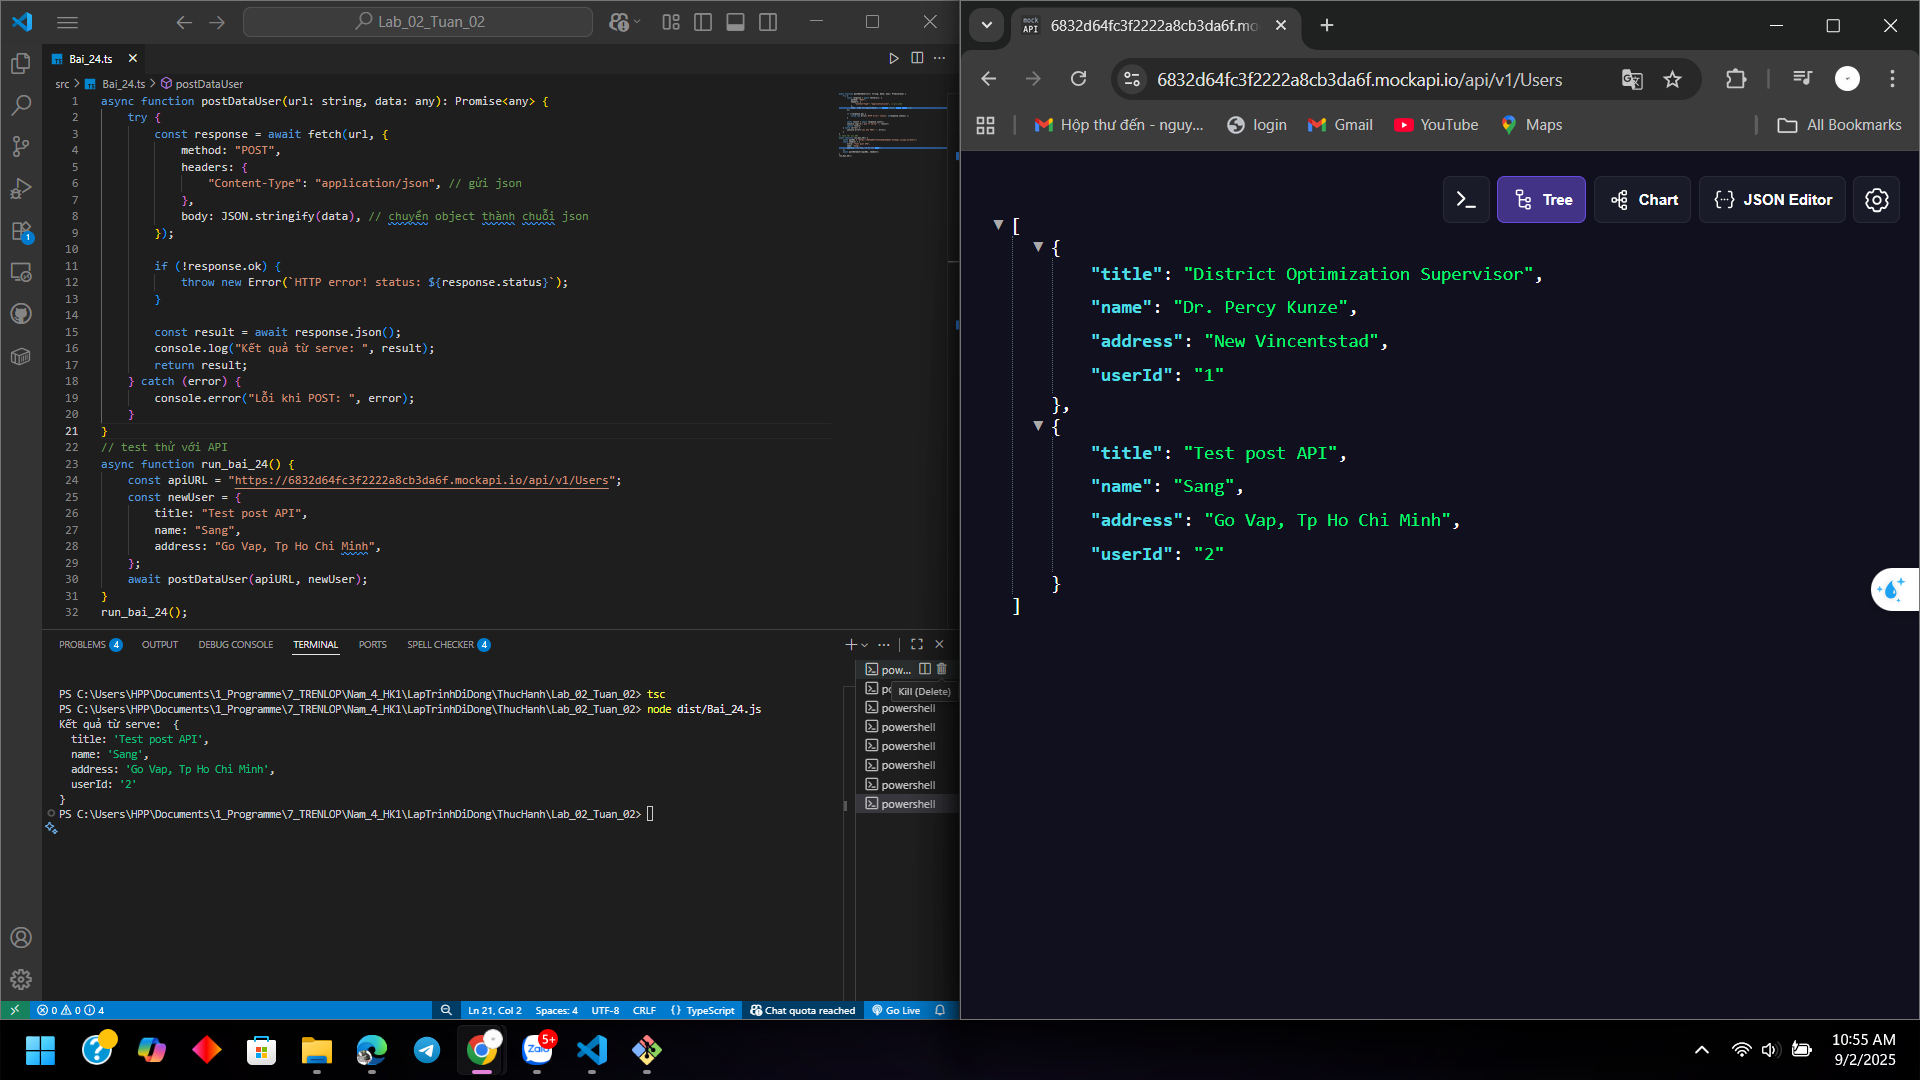 Lab_02_Tuan_02
Bai_24.ts
src > Bai_24.ts > postDataUser
1 async function postDataUser(url: string, data: any): Promise<any> {
2 try {
3 const response = await fetch(url, {
4 method: "POST",
5 headers: {
6 "Content-Type": "application/json", // gửi json
7 },
8 body: JSON.stringify(data), // chuyển object thành chuỗi json
9 });
10
11 if (!response.ok) {
12 throw new Error(`HTTP error! status: ${response.status}`);
13 }
14
15 const result = await response.json();
16 console.log("Kết quả từ serve: ", result);
17 return result;
18 } catch (error) {
19 console.error("Lỗi khi POST: ", error);
20 }
21 }
22 // test thử với API
23 async function run_bai_24() {
24 const apiURL = "https://6832d64fc3f2222a8cb3da6f.mockapi.io/api/v1/Users";
25 const newUser = {
26 title: "Test post API",
27 name: "Sang",
28 address: "Go Vap, Tp Ho Chi Minh",
29 };
30 await postDataUser(apiURL, newUser);
31 }
32 run_bai_24();
PROBLEMS 4 OUTPUT DEBUG CONSOLE TERMINAL PORTS SPELL CHECKER 4
PS C:\Users\HPP\Documents\1_Programme\7_TRENLOP\Nam_4_HK1\LapTrinhDiDong\ThucHanh\Lab_02_Tuan_02> tsc
PS C:\Users\HPP\Documents\1_Programme\7_TRENLOP\Nam_4_HK1\LapTrinhDiDong\ThucHanh\Lab_02_Tuan_02> node dist/Bai_24.js
Kết quả từ serve:  {
title: 'Test post API',
name: 'Sang',
address: 'Go Vap, Tp Ho Chi Minh',
userId: '2'
}
PS C:\Users\HPP\Documents\1_Programme\7_TRENLOP\Nam_4_HK1\LapTrinhDiDong\ThucHanh\Lab_02_Tuan_02>
pow...
Kill (Delete)
powershell
powershell
powershell
powershell
powershell
powershell
1
0 0 4
Ln 21, Col 2 Spaces: 4 UTF-8 CRLF {} TypeScript Chat quota reached Go Live
mock API 6832d64fc3f2222a8cb3da6f.mo
6832d64fc3f2222a8cb3da6f.mockapi.io/api/v1/Users
Hộp thư đến - nguy... login Gmail YouTube Maps All Bookmarks
Tree Chart JSON Editor
[
{
"title": "District Optimization Supervisor",
"name": "Dr. Percy Kunze",
"address": "New Vincentstad",
"userId": "1"
},
{
"title": "Test post API",
"name": "Sang",
"address": "Go Vap, Tp Ho Chi Minh",
"userId": "2"
}
]
Zalo 5+
10:55 AM
9/2/2025